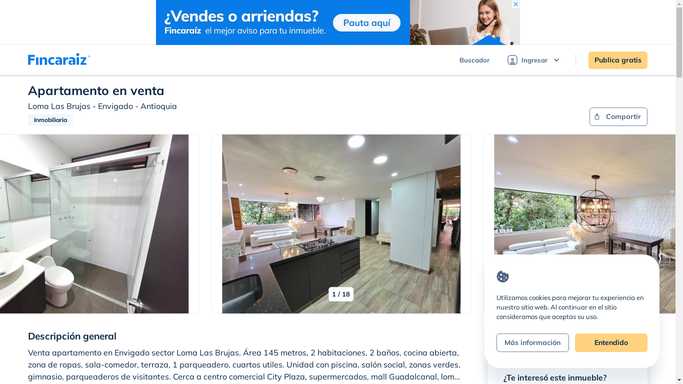 ¿Vendes o arriendas?
Fincaraíz el mejor aviso para tu inmueble.
Pauta aquí
Fincaraíz
Buscador
Ingresar
Publica gratis
Apartamento en venta
Loma Las Brujas - Envigado - Antioquia
Inmobiliaria
Compartir
1 / 18
Utilizamos cookies para mejorar tu experiencia en
nuestro sitio web. Al continuar en el sitio
consideramos que aceptas su uso.
Más información
Entendido
Descripción general
Venta apartamento en Envigado sector Loma Las Brujas. Área 145 metros, 2 habitaciones, 2 baños, cocina abierta,
zona de ropas, sala-comedor, terraza, 1 parqueadero, cuartos utiles. Unidad con piscina, salón social, zonas verdes,
gimnasio, parqueaderos de visitantes. Cerca a centro comercial City Plaza, supermercados, mall Guadalcanal, lom...
¿Te interesó este inmueble?